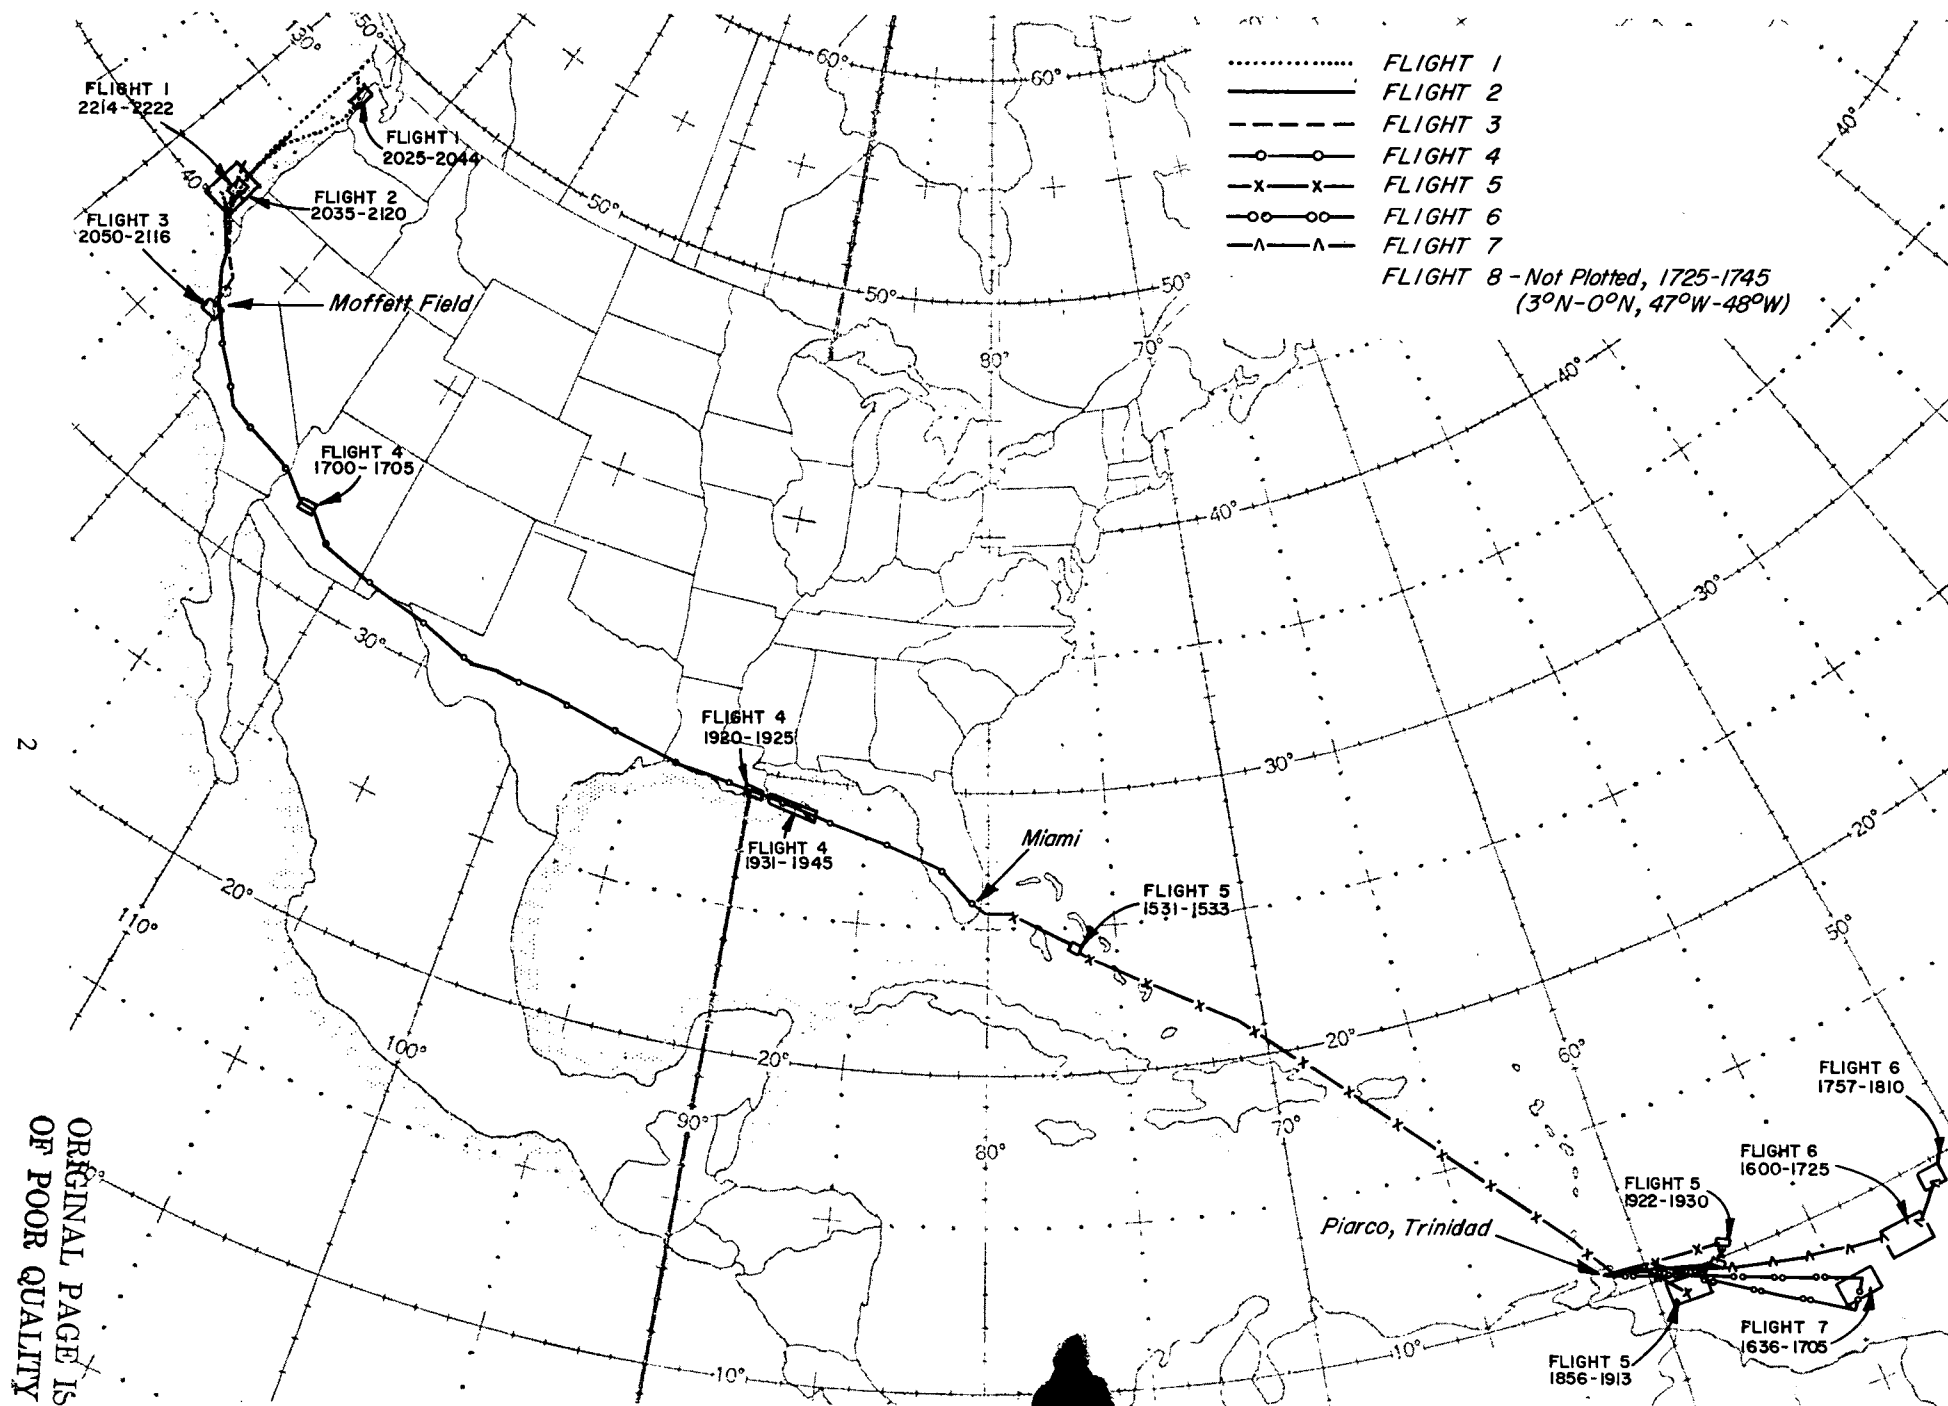 130°
50°
60°
60°
FLIGHT 1
FLIGHT 2
FLIGHT 3
FLIGHT 4
FLIGHT 5
FLIGHT 6
FLIGHT 7
FLIGHT 8 - Not Plotted, 1725-1745
(3°N-0°N, 47°W-48°W)
40°
FLIGHT 1
2214-2222
FLIGHT 1
2025-2044
40°
FLIGHT 2
2035-2120
FLIGHT 3
2050-2116
50°
Moffett Field
50°
50°
80°
70°
40°
FLIGHT 4
1700-1705
40°
30°
30°
FLIGHT 4
1920-1925
30°
20°
FLIGHT 4
1931-1945
Miami
FLIGHT 5
1531-1533
20°
110°
50°
100°
20°
20°
60°
90°
80°
70°
FLIGHT 6
1757-1810
FLIGHT 6
1600-1725
FLIGHT 5
1922-1930
Piarco, Trinidad
FLIGHT 7
1636-1705
FLIGHT 5
1856-1913
10°
10°
2
ORIGINAL PAGE IS
OF POOR QUALITY